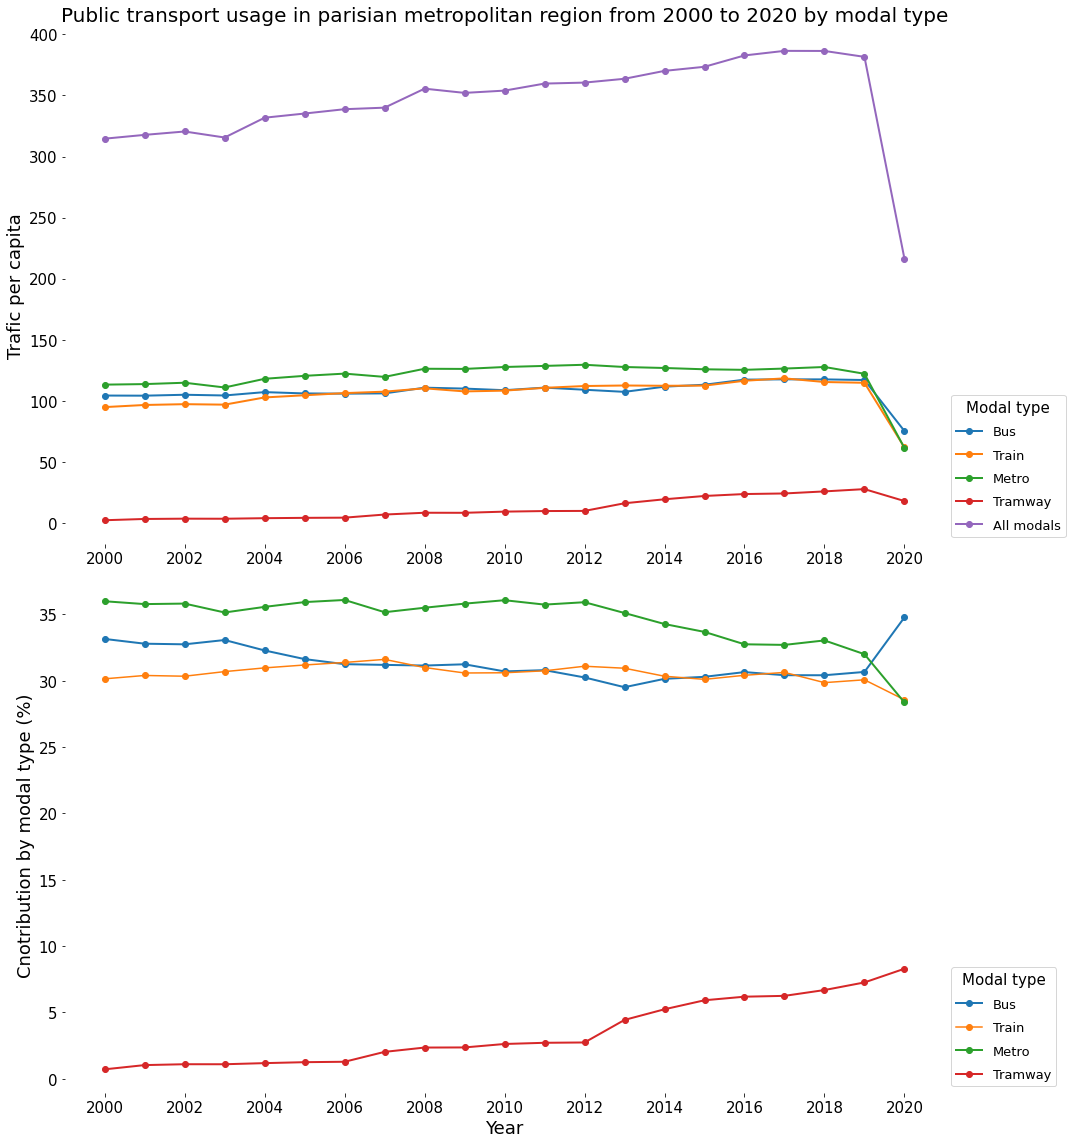 Public transport usage in parisian metropolitan region from 2000 to 2020 by modal type
Trafic per capita
400
350
300
250
200
150
100
50
0
2000 2002 2004 2006 2008 2010 2012 2014 2016 2018 2020
Modal type
Bus
Train
Metro
Tramway
All modals
Cnotribution by modal type (%)
35
30
25
20
15
10
5
0
2000 2002 2004 2006 2008 2010 2012 2014 2016 2018 2020
Year
Modal type
Bus
Train
Metro
Tramway